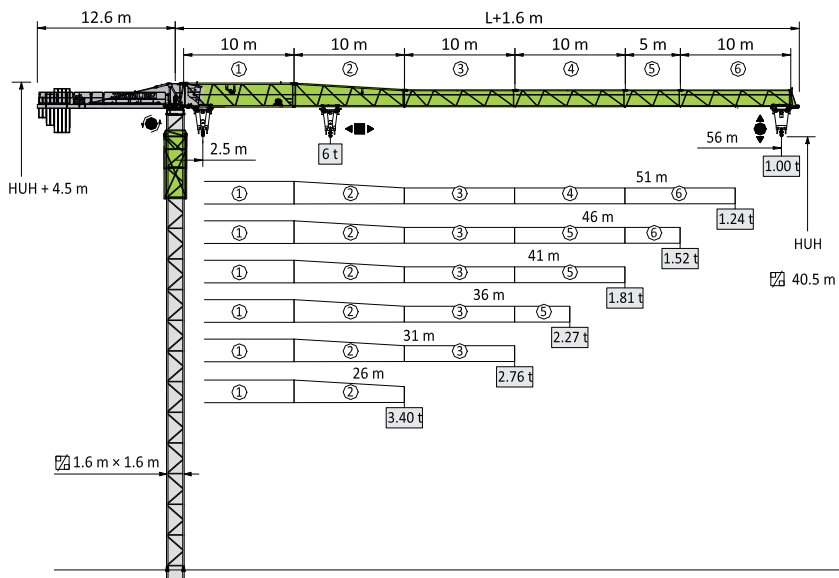 12.6 m
L+1.6 m
10 m 10 m 10 m 10 m 5 m 10 m
① ② ③ ④ ⑤ ⑥
2.5 m
6 t
56 m
1.00 t
HUH + 4.5 m
HUH
40.5 m
51 m
① ② ③ ④ ⑥
1.24 t
46 m
① ② ③ ⑤ ⑥
1.52 t
41 m
① ② ③ ⑤
1.81 t
36 m
① ② ③ ⑤
2.27 t
31 m
① ② ③
2.76 t
26 m
① ②
3.40 t
1.6 m × 1.6 m